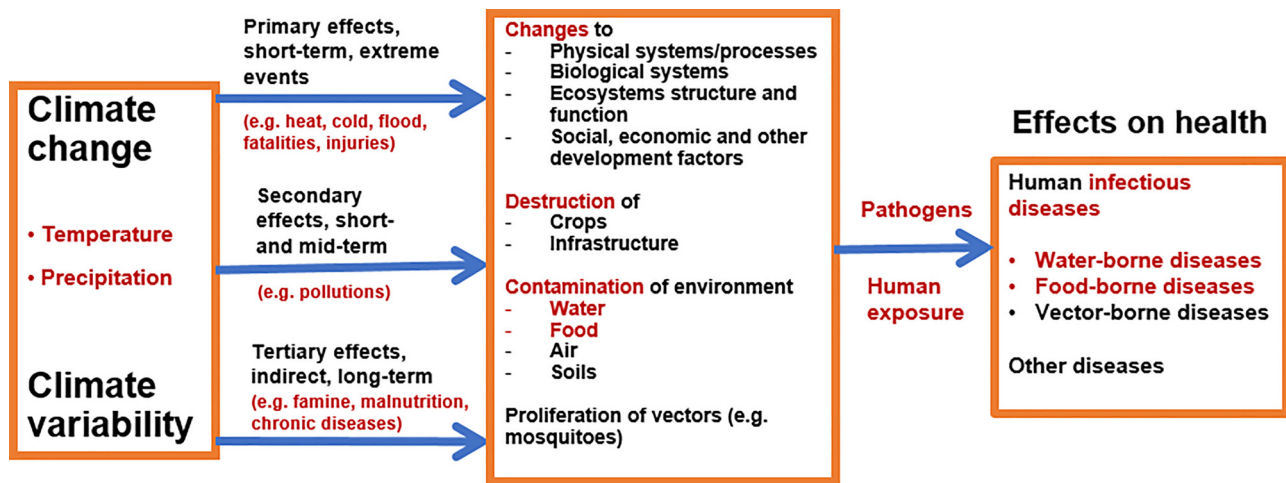 Climate
change
• Temperature
• Precipitation
Climate
variability
Primary effects,
short-term, extreme
events
(e.g. heat, cold, flood,
fatalities, injuries)
Secondary
effects, short-
and mid-term
(e.g. pollutions)
Tertiary effects,
indirect, long-term
(e.g. famine, malnutrition,
chronic diseases)
Changes to
- Physical systems/processes
- Biological systems
- Ecosystems structure and
function
- Social, economic and other
development factors
Destruction of
- Crops
- Infrastructure
Contamination of environment
- Water
- Food
- Air
- Soils
Proliferation of vectors (e.g.
mosquitoes)
Pathogens
Human
exposure
Effects on health
Human infectious
diseases
• Water-borne diseases
• Food-borne diseases
• Vector-borne diseases
Other diseases